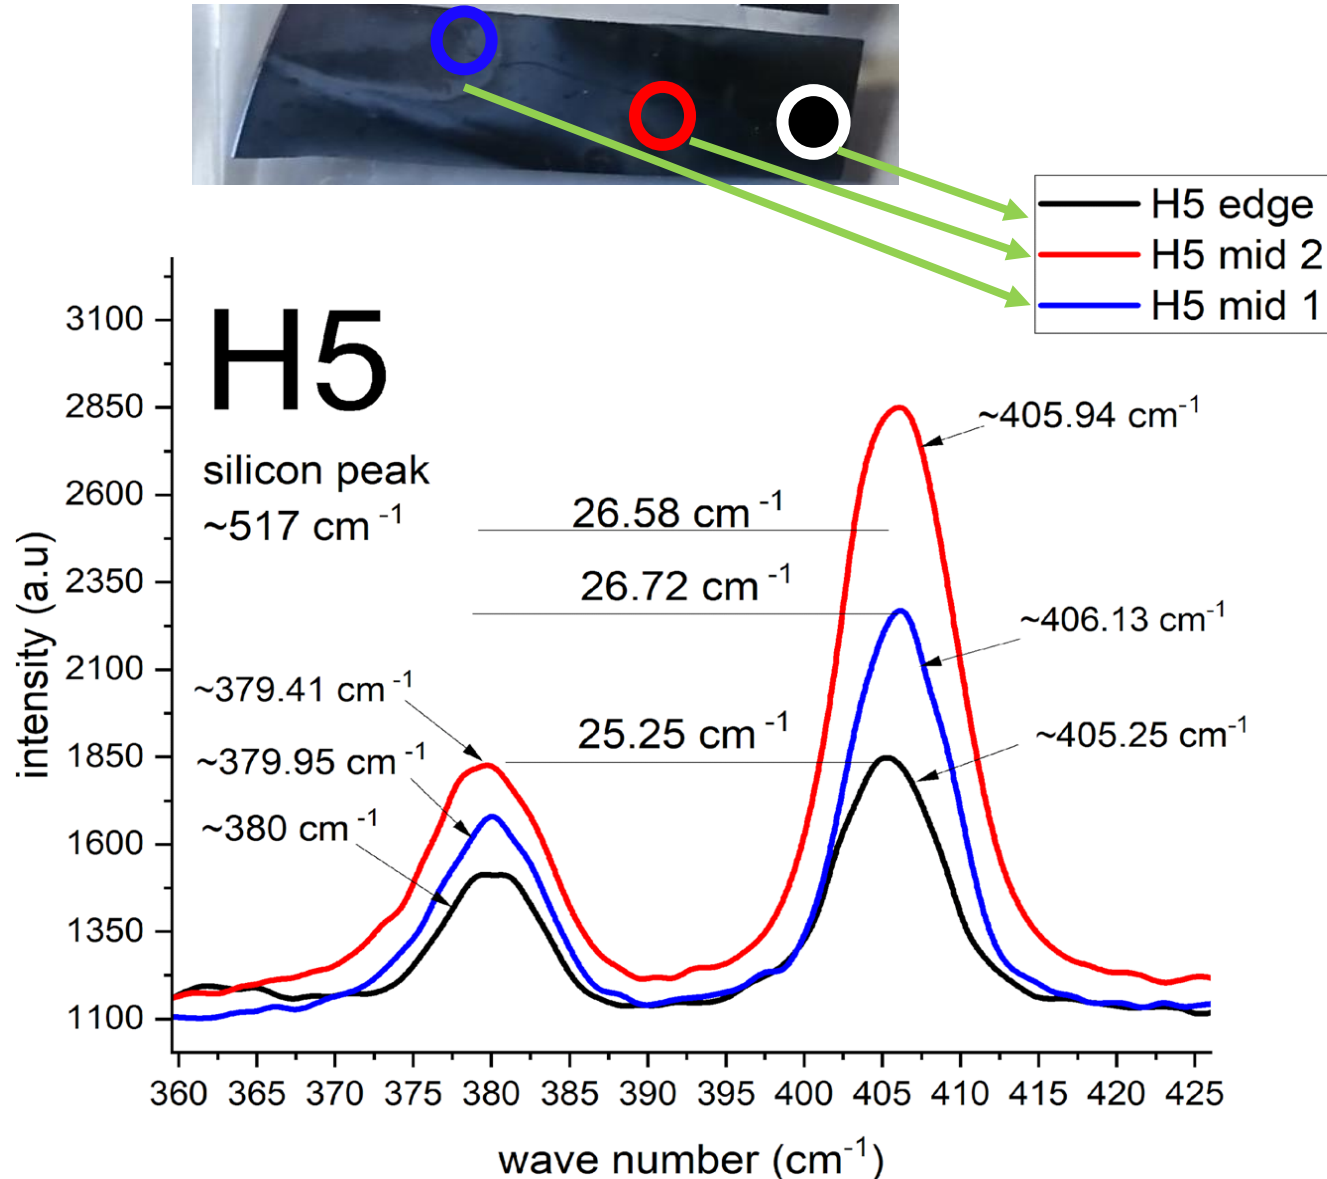 H5 edge
H5 mid 2
H5 mid 1
H5
silicon peak
~517 cm⁻¹
26.58 cm⁻¹
26.72 cm⁻¹
25.25 cm⁻¹
~405.94 cm⁻¹
~406.13 cm⁻¹
~405.25 cm⁻¹
~379.41 cm⁻¹
~379.95 cm⁻¹
~380 cm⁻¹
intensity (a.u)
3100
2850
2600
2350
2100
1850
1600
1350
1100
360 365 370 375 380 385 390 395 400 405 410 415 420 425
wave number (cm⁻¹)